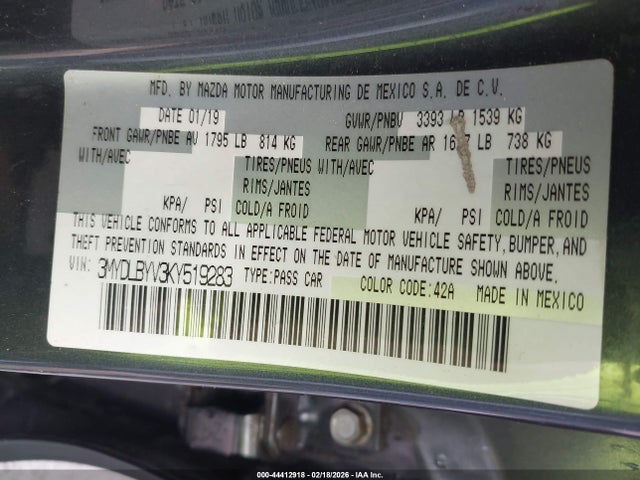 MFD. BY MAZDA MOTOR MANUFACTURING DE MEXICO S.A. DE C.V.
DATE 01/19 GVWR/PNBV 3393 LB 1539 KG
FRONT GAWR/PNBE AV 1795 LB 814 KG REAR GAWR/PNBE AR LB 738 KG
WITH/AVEC TIRES/PNEUS WITH/AVEC TIRES/PNEUS
RIMS/JANTES RIMS/JANTES
KPA/ PSI COLD/A FROID KPA/ PSI COLD/A FROID
THIS VEHICLE CONFORMS TO ALL APPLICABLE FEDERAL MOTOR VEHICLE SAFETY, BUMPER, AND
THEFT PREVENTION STANDARDS IN EFFECT ON THE DATE OF MANUFACTURE SHOWN ABOVE.
VIN: 3MYDLBYV3KY519283 TYPE:PASS CAR COLOR CODE:42A MADE IN MEXICO
000-44412918 - 02/18/2026 - IAA Inc.